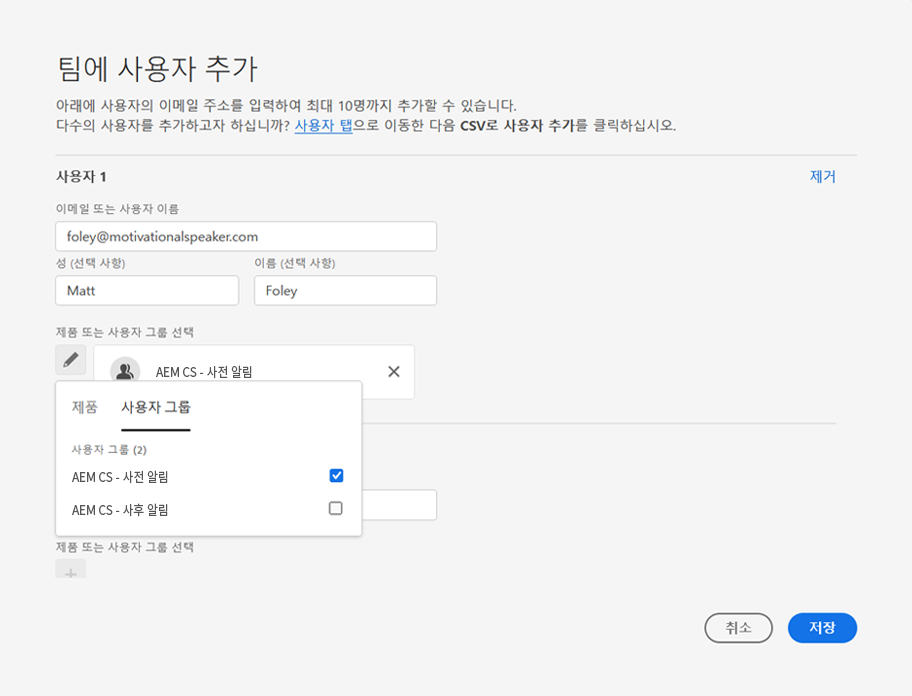 팀에 사용자 추가
아래에 사용자의 이메일 주소를 입력하여 최대 10명까지 추가할 수 있습니다.
다수의 사용자를 추가하고자 하십니까? 사용자 탭으로 이동한 다음 CSV로 사용자 추가를 클릭하십시오.
사용자 1
제거
이메일 또는 사용자 이름
foley@motivationalspeaker.com
성 (선택 사항)
이름 (선택 사항)
Matt
Foley
제품 또는 사용자 그룹 선택
AEM CS - 사전 알림
제품
사용자 그룹
사용자 그룹 (2)
AEM CS - 사전 알림
AEM CS - 사후 알림
제품 또는 사용자 그룹 선택
취소
저장